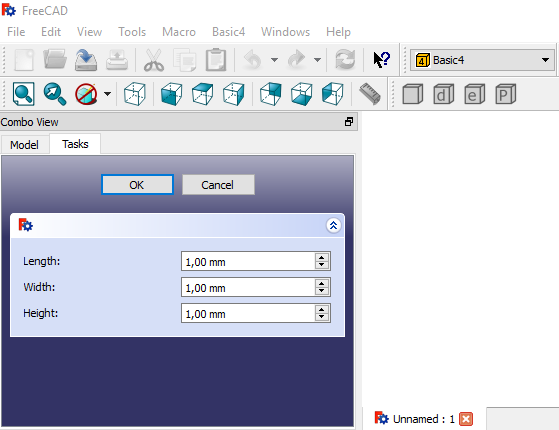 FreeCAD
File Edit View Tools Macro Basic4 Windows Help
4 Basic4
d e P
Combo View
Model Tasks
OK Cancel
Length: 1,00 mm
Width: 1,00 mm
Height: 1,00 mm
Unnamed : 1